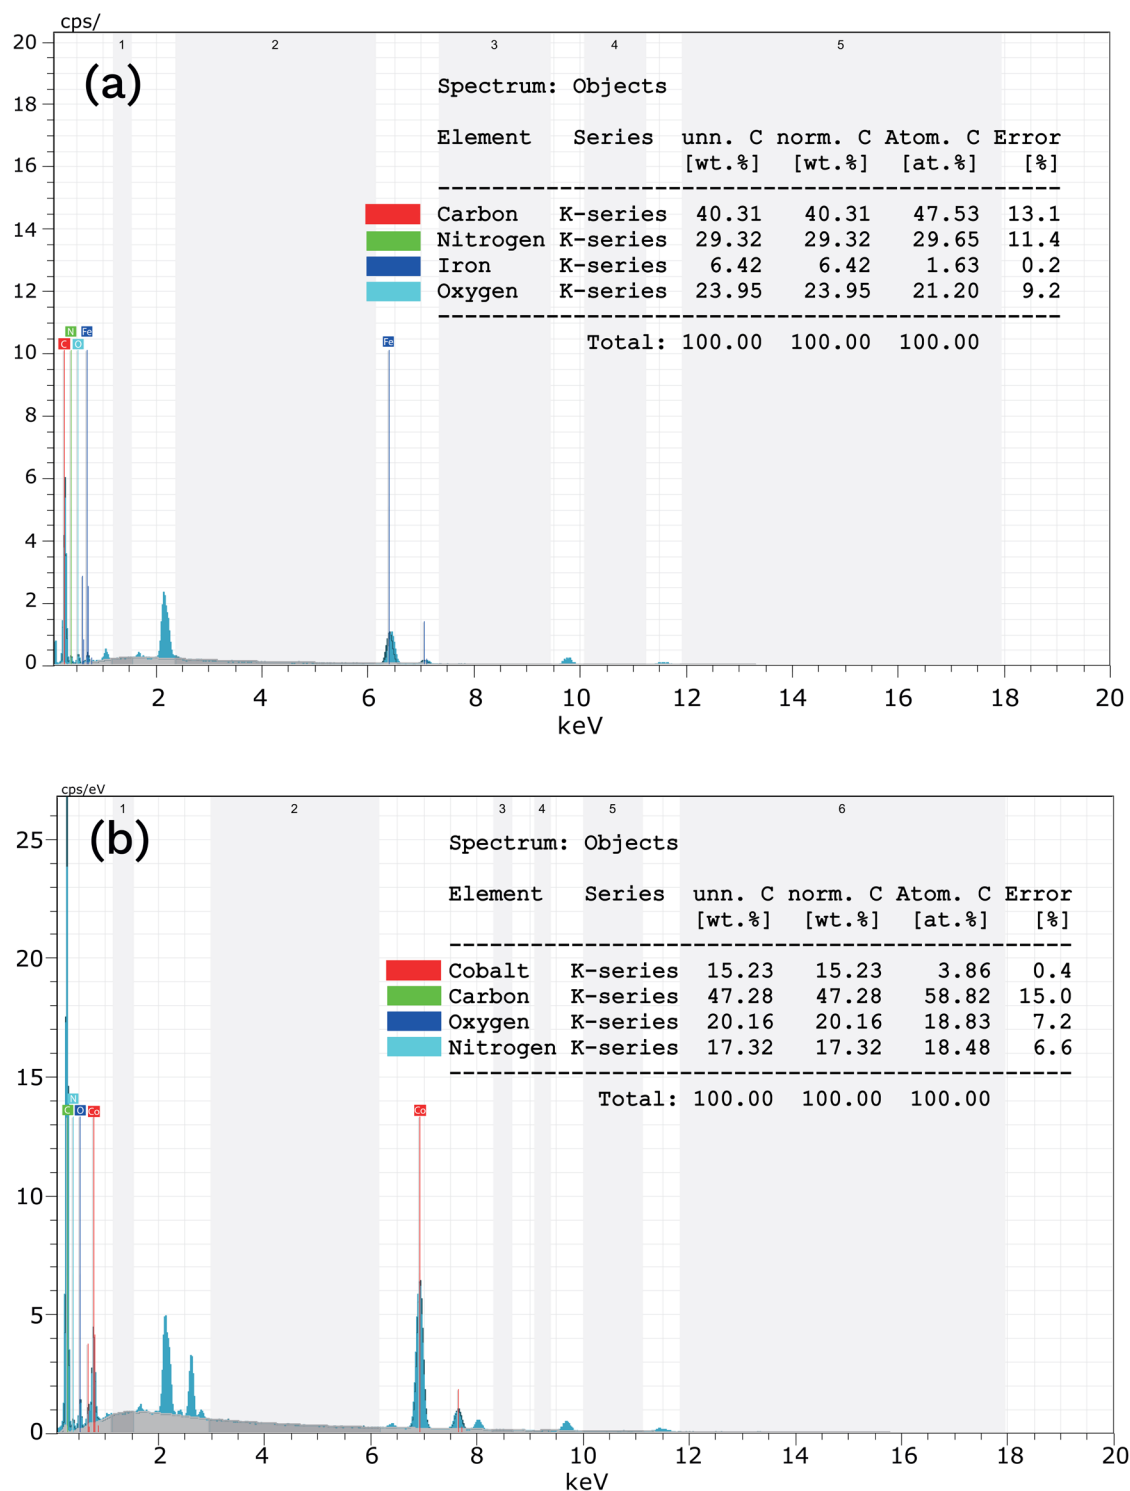 cps/
20
1 2 3 4 5
(a)
Spectrum: Objects
18
Element Series unn. C norm. C Atom. C Error
[wt.%] [wt.%] [at.%] [%]
16
Carbon K-series 40.31 40.31 47.53 13.1
14
Nitrogen K-series 29.32 29.32 29.65 11.4
Iron K-series 6.42 6.42 1.63 0.2
12
Oxygen K-series 23.95 23.95 21.20 9.2
Total: 100.00 100.00 100.00
N Fe
C O Fe
10
8
6
4
2
0
2 4 6 8 10 12 14 16 18 20
keV
cps/eV
1 2 3 4 5 6
(b)
25
Spectrum: Objects
Element Series unn. C norm. C Atom. C Error
[wt.%] [wt.%] [at.%] [%]
20
Cobalt K-series 15.23 15.23 3.86 0.4
Carbon K-series 47.28 47.28 58.82 15.0
Oxygen K-series 20.16 20.16 18.83 7.2
Nitrogen K-series 17.32 17.32 18.48 6.6
15
Total: 100.00 100.00 100.00
N
C O Co Co
10
5
0
2 4 6 8 10 12 14 16 18 20
keV